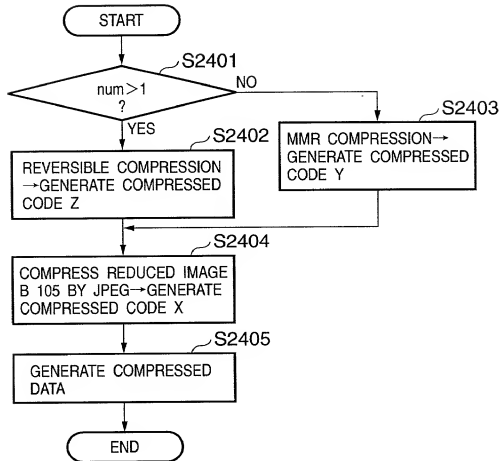 START
S2401
num>1
?
NO
YES
S2402
S2403
REVERSIBLE COMPRESSION
→GENERATE COMPRESSED
CODE Z
MMR COMPRESSION→
GENERATE COMPRESSED
CODE Y
S2404
COMPRESS REDUCED IMAGE
B 105 BY JPEG→GENERATE
COMPRESSED CODE X
S2405
GENERATE COMPRESSED
DATA
END